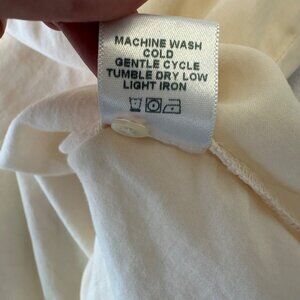 MACHINE WASH
COLD
GENTLE CYCLE
TUMBLE DRY LOW
LIGHT IRON